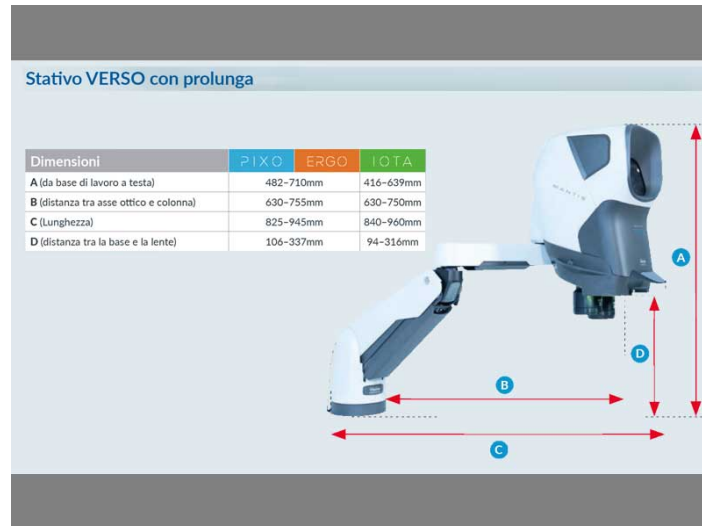 Stativo VERSO con prolunga
Dimensioni PIXO ERGO IOTA
A (da base di lavoro a testa) 482–710mm 416–639mm
B (distanza tra asse ottico e colonna) 630–755mm 630–750mm
C (Lunghezza) 825–945mm 840–960mm
D (distanza tra la base e la lente) 106–337mm 94–316mm
MANTIS
A
D
B
C